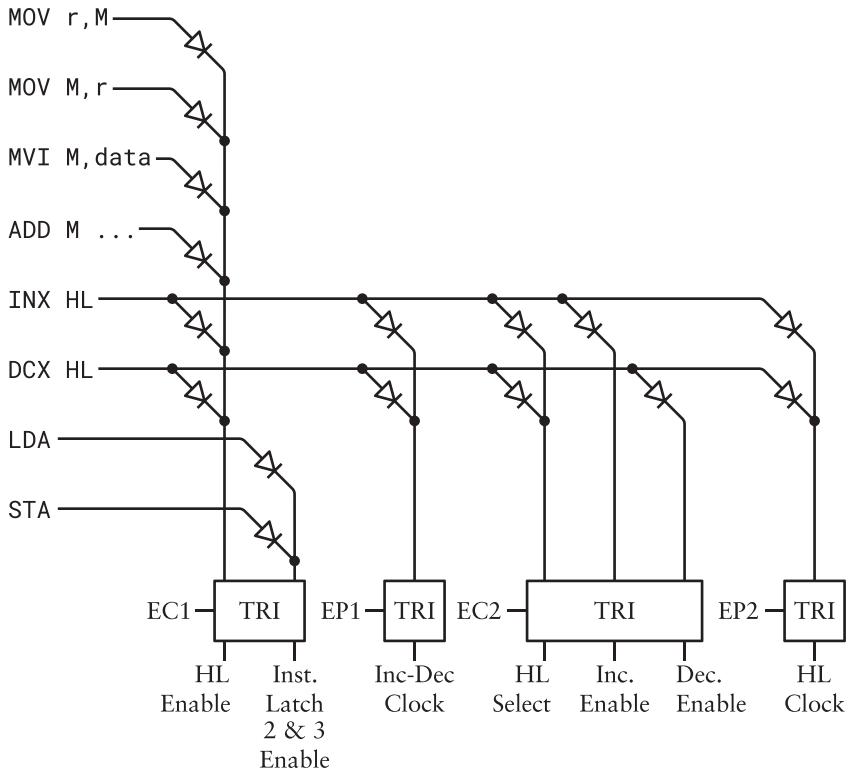 MOV r,M
MOV M,r
MVI M,data
ADD M ...
INX HL
DCX HL
LDA
STA
EC1 TRI EP1 TRI EC2 TRI EP2 TRI
HL Inst. Inc-Dec HL Inc. Dec. HL
Enable Latch Clock Select Enable Enable Clock
2 & 3
Enable